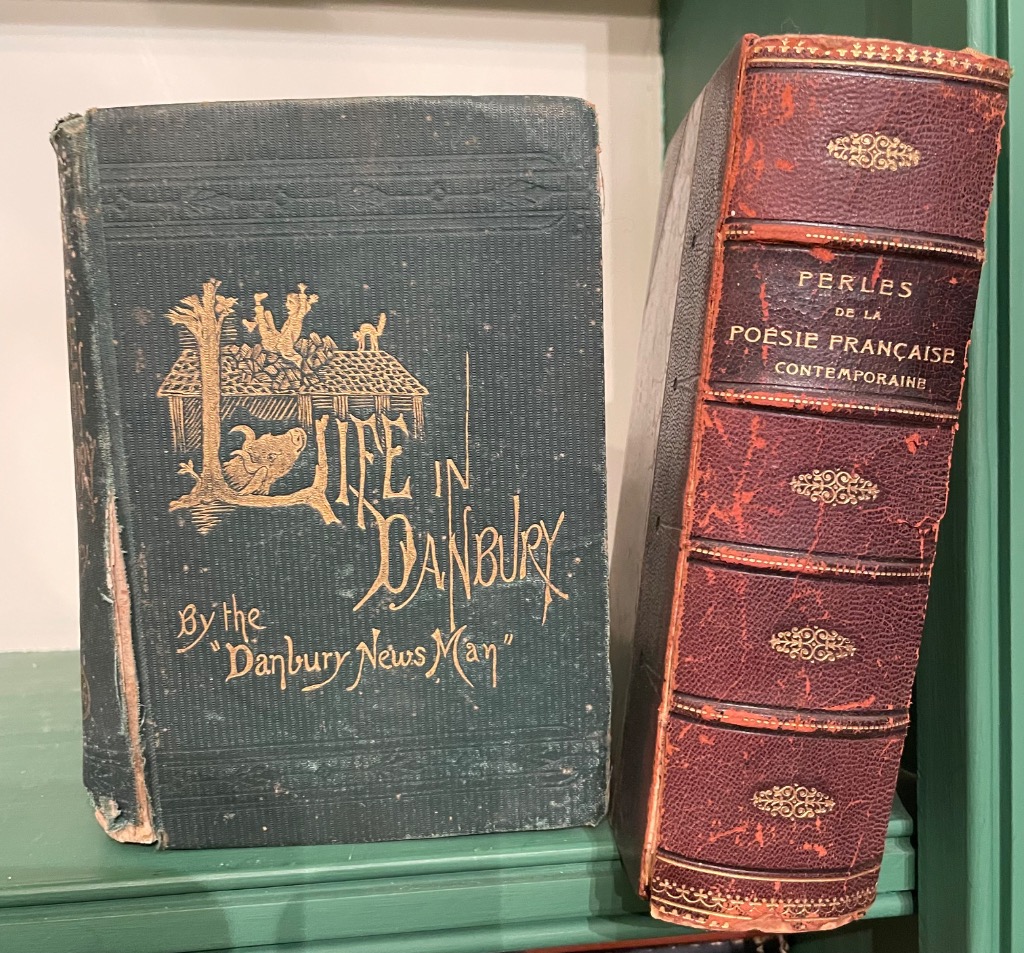 LIFE
IN
DANBURY
By the
"Danbury News Man"
PERLES
DE LA
POÉSIE FRANÇAISE
CONTEMPORAINE